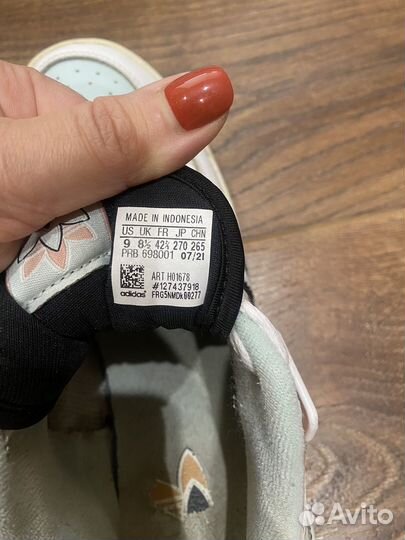 MADE IN INDONESIA
US UK FR JP CHN
9 8½ 42⅔ 270 265
PRB 698001 07/21
ART H01678
#127437918
adidas FRG5NMDk00277
Avito